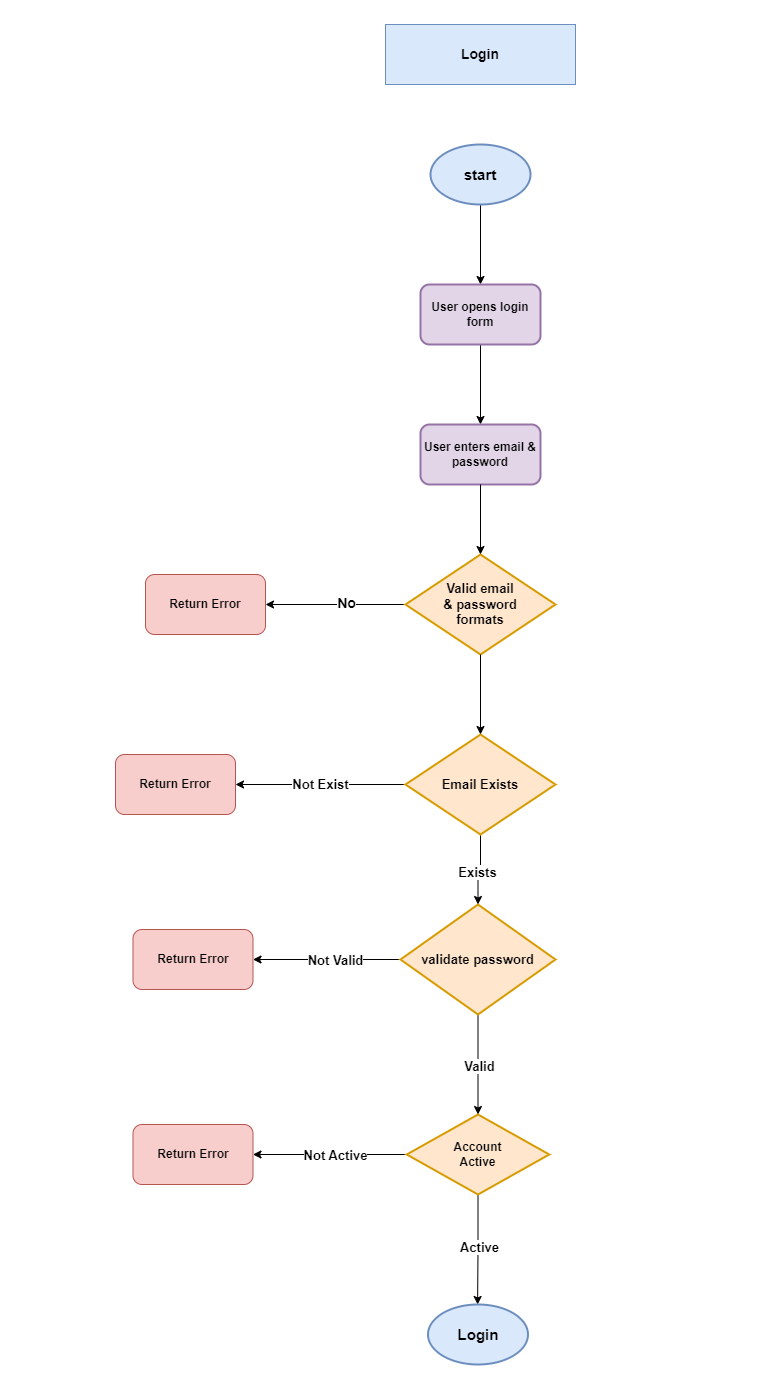 Login
start
User opens login
form
User enters email &
password
Valid email
& password
formats
No
Return Error
Email Exists
Not Exist
Return Error
Exists
validate password
Not Valid
Return Error
Valid
Account
Active
Not Active
Return Error
Active
Login